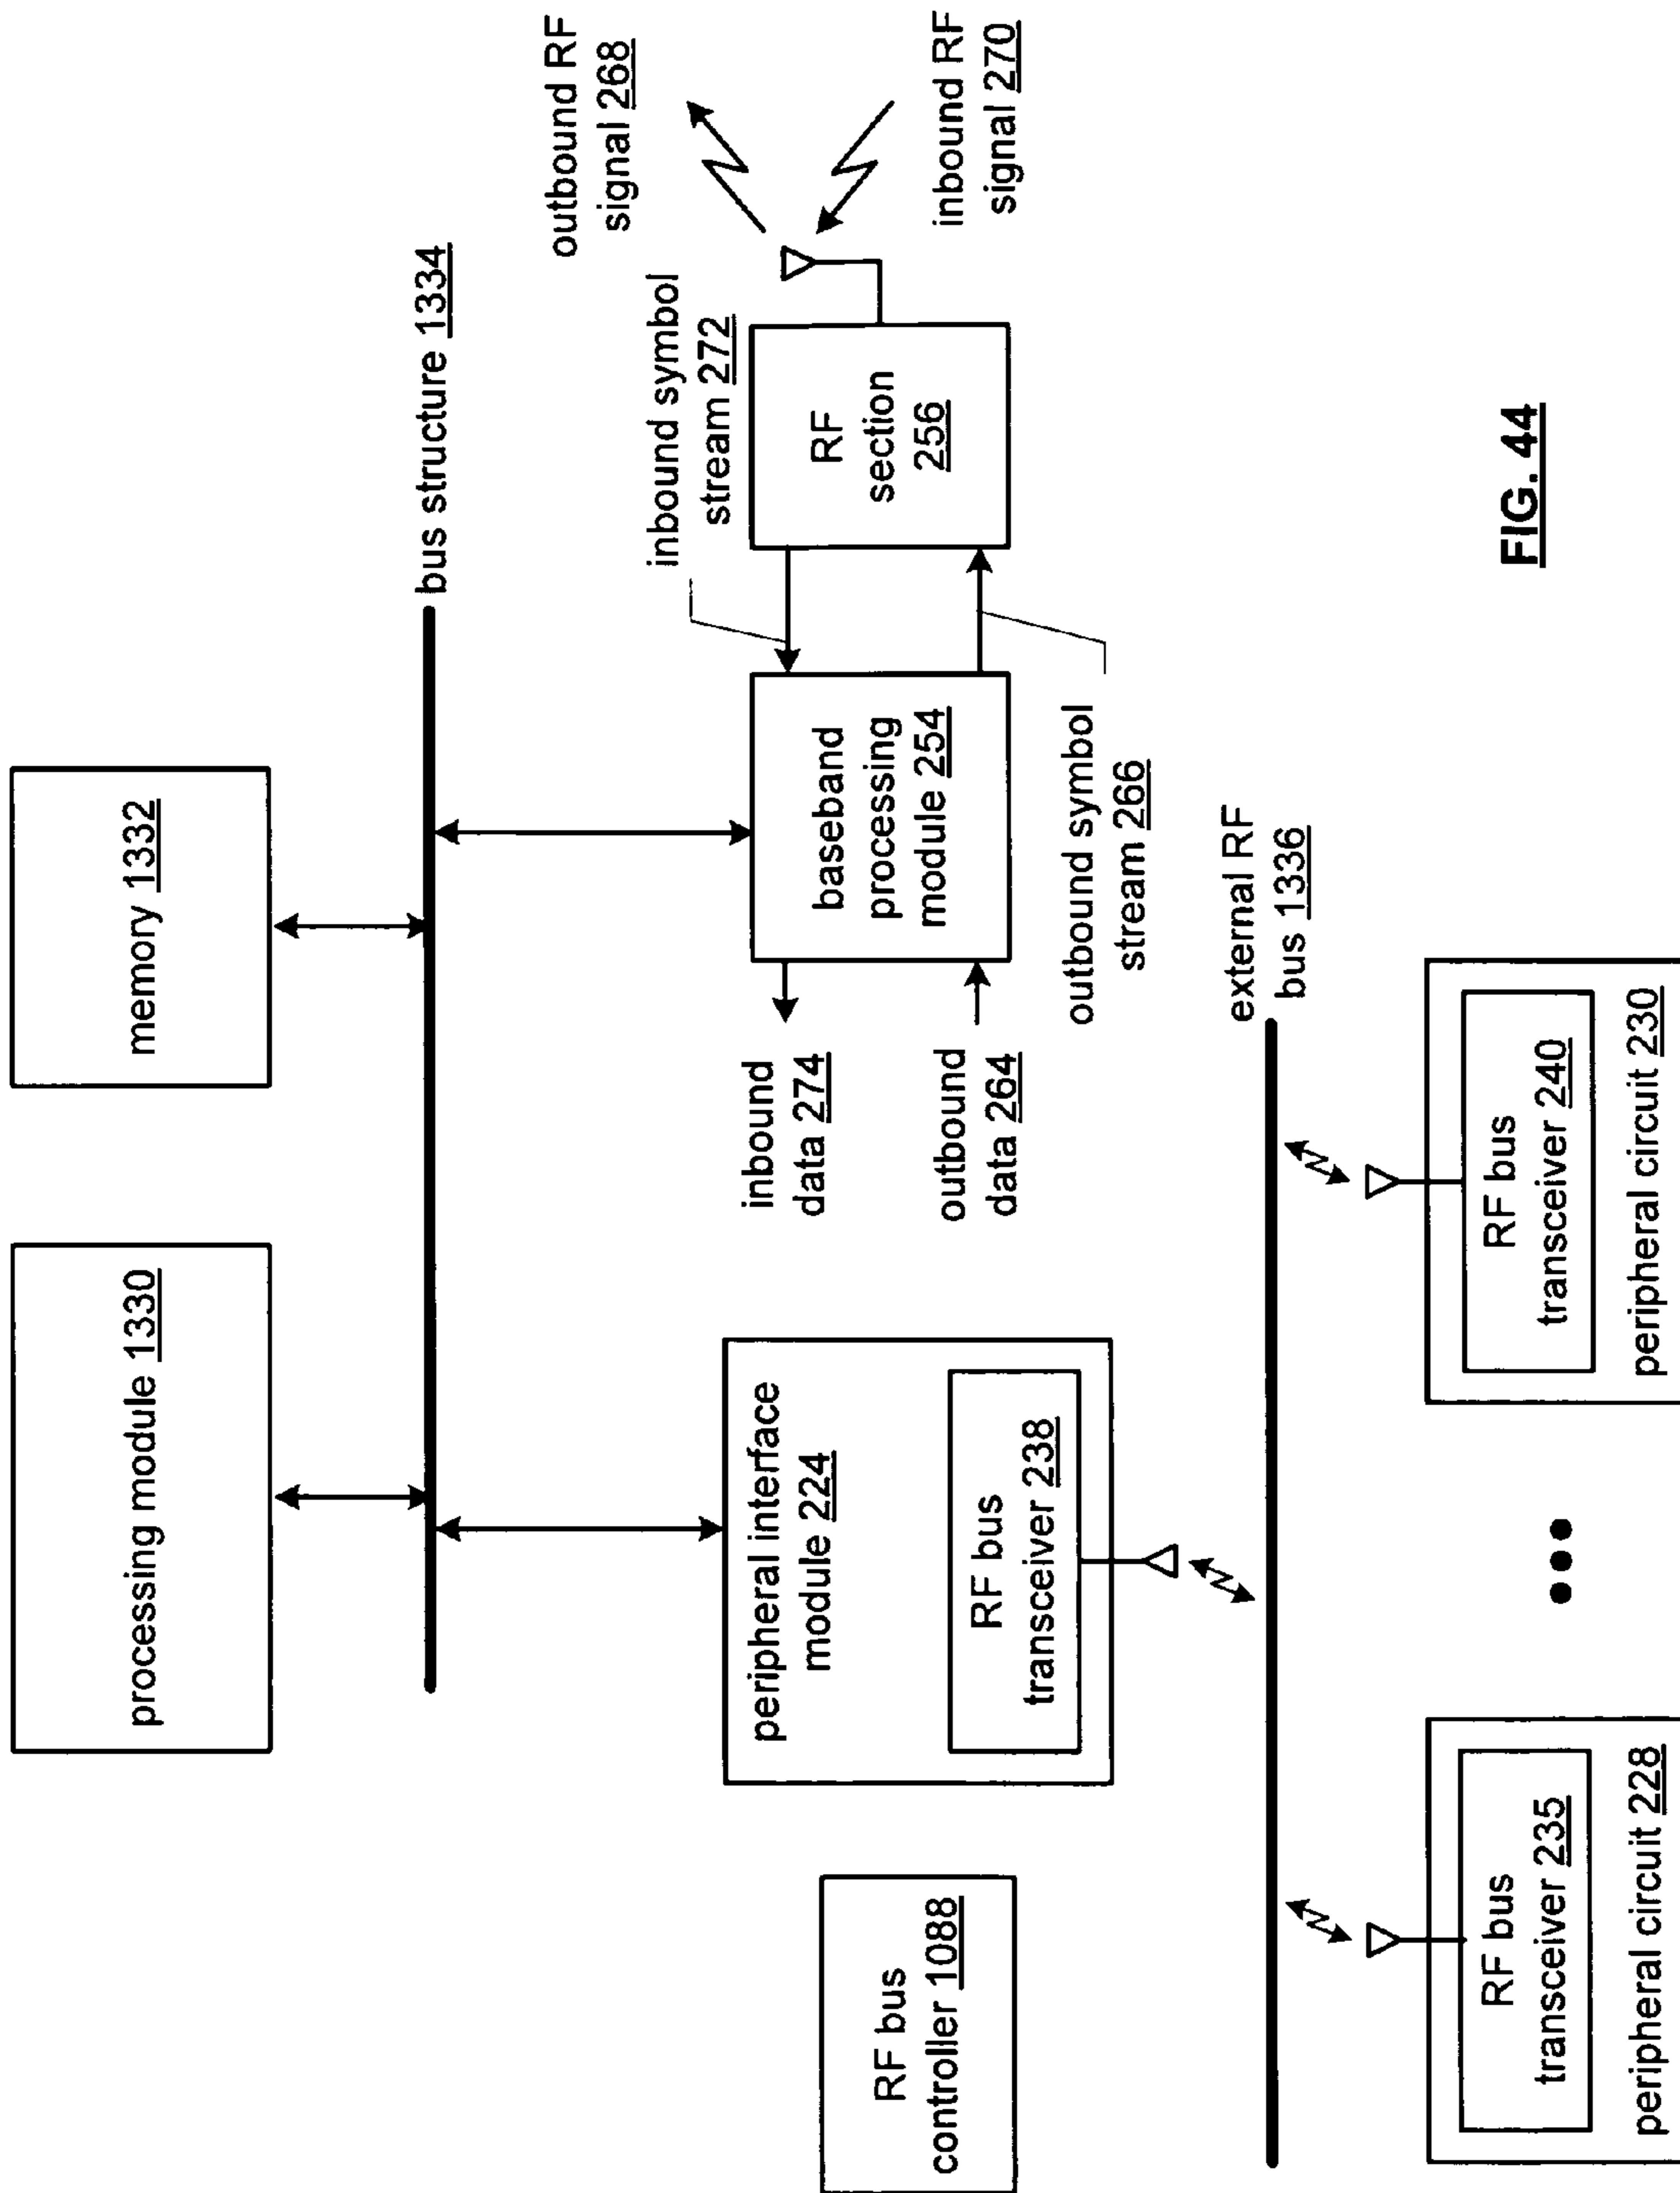 processing module 1330
memory 1332
bus structure 1334
RF bus
controller 1088
peripheral interface
module 224
RF bus
transceiver 238
inbound
data 274
outbound
data 264
baseband
processing
module 254
inbound symbol
stream 272
outbound symbol
stream 266
RF
section
256
outbound RF
signal 268
inbound RF
signal 270
external RF
bus 1336
RF bus
transceiver 235
peripheral circuit 228
RF bus
transceiver 240
peripheral circuit 230
FIG. 44